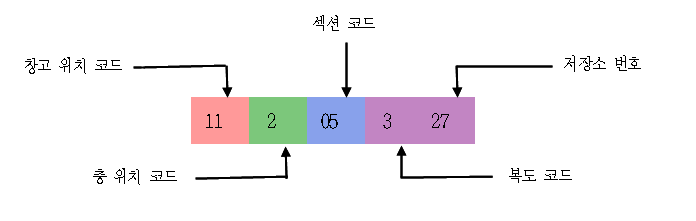 섹션 코드
창고 위치 코드
저장소 번호
11 2 05 3 27
층 위치 코드
복도 코드